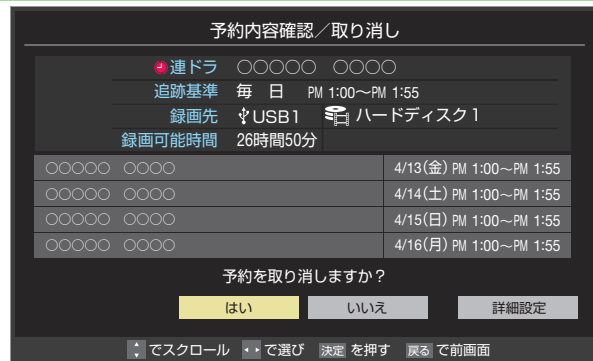 予約内容確認／取り消し
連ドラ ○○○○○ ○○○○
追跡基準 毎 日 PM 1:00～PM 1:55
録画先 USB1 ハードディスク1
録画可能時間 26時間50分
○○○○○ ○○○○ 4/13(金) PM 1:00～PM 1:55
○○○○○ ○○○○ 4/14(土) PM 1:00～PM 1:55
○○○○○ ○○○○ 4/15(日) PM 1:00～PM 1:55
○○○○○ ○○○○ 4/16(月) PM 1:00～PM 1:55
予約を取り消しますか？
はい いいえ 詳細設定
でスクロール で選び 決定 を押す 戻る で前画面